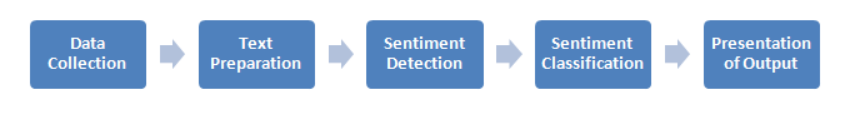 Data
Collection
Text
Preparation
Sentiment
Detection
Sentiment
Classification
Presentation
of Output